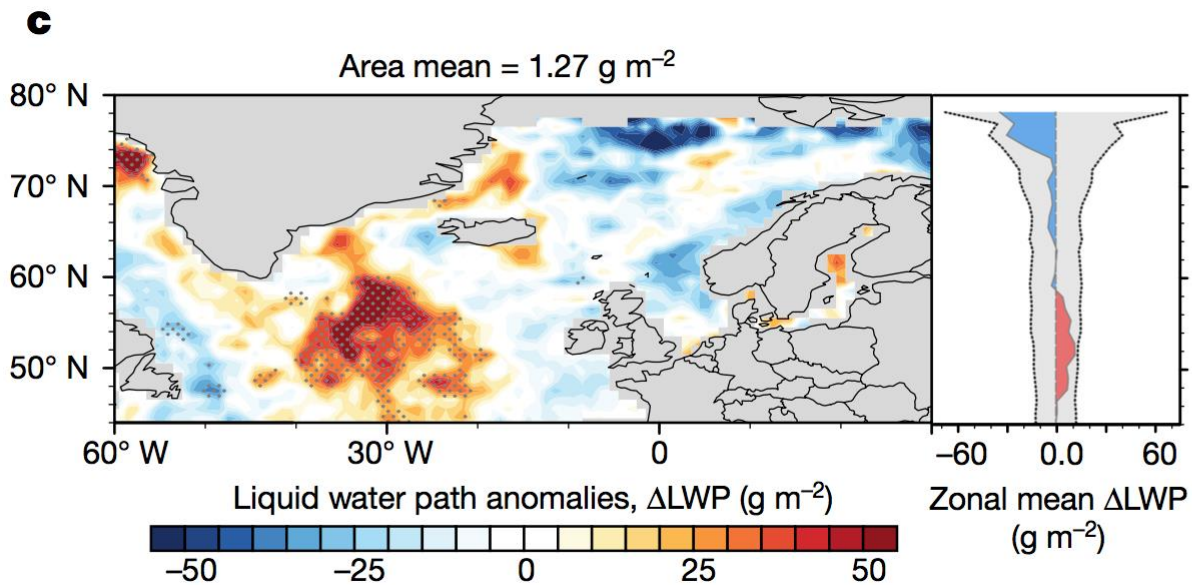 c
Area mean = 1.27 g m⁻²
80° N
70° N
60° N
50° N
60° W
30° W
0
−60
0.0
60
Liquid water path anomalies, ΔLWP (g m⁻²)
−50
−25
0
25
50
Zonal mean ΔLWP
(g m⁻²)